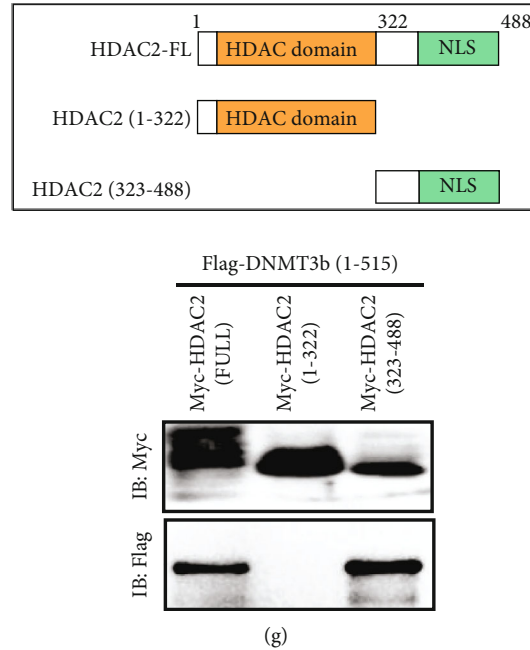 1 322 488
HDAC2-FL HDAC domain NLS
HDAC2 (1-322) HDAC domain
HDAC2 (323-488) NLS
Flag-DNMT3b (1-515)
Myc-HDAC2
(FULL)
Myc-HDAC2
(1-322)
Myc-HDAC2
(323-488)
IB: Myc
IB: Flag
(g)